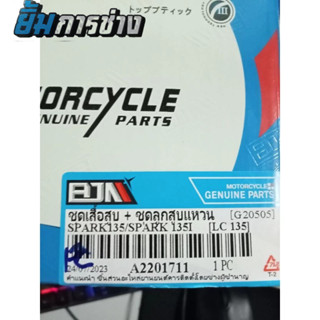 ยิ้มการช่าง
トップブティック
MOTORCYCLE
GENUINE PARTS
MOTORCYCLE
GENUINE PARTS
ชุดเสื้อสูบ + ชุดลูกสูบแหวน [G20505]
SPARK135/SPARK 135I [LC 135]
24/07/2023 A2201711 1 PC